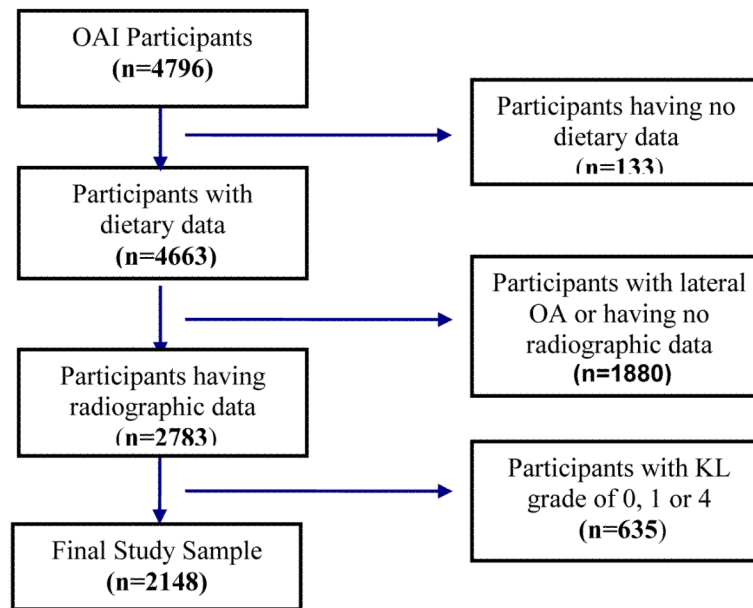 OAI Participants
(n=4796)
Participants having no
dietary data
(n=133)
Participants with
dietary data
(n=4663)
Participants with lateral
OA or having no
radiographic data
(n=1880)
Participants having
radiographic data
(n=2783)
Participants with KL
grade of 0, 1 or 4
(n=635)
Final Study Sample
(n=2148)